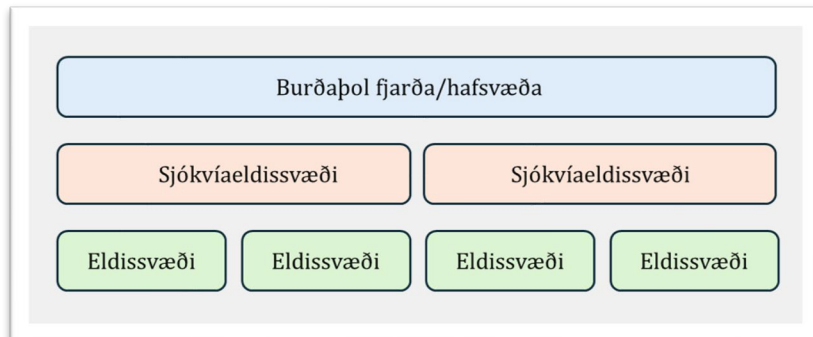 Burðaþol fjarða/hafsvæða
Sjókvíaeldissvæði Sjókvíaeldissvæði
Eldissvæði Eldissvæði Eldissvæði Eldissvæði